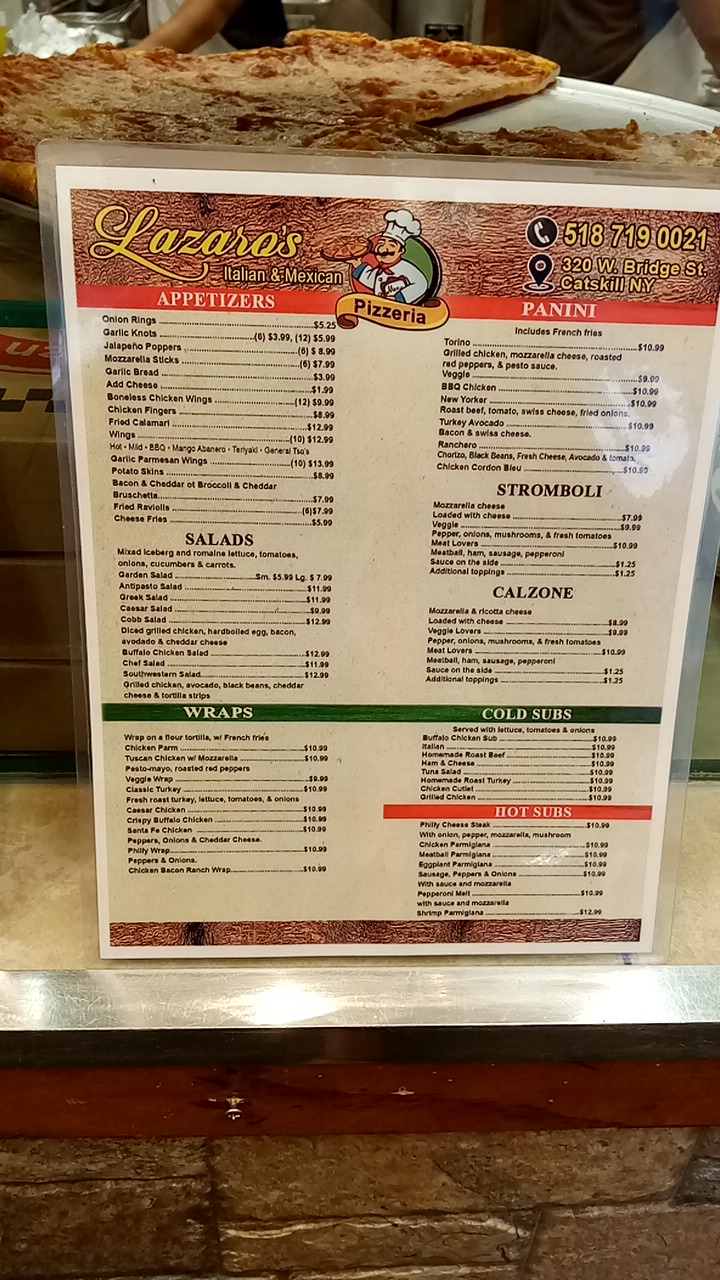 Lazaro's
Italian & Mexican
Pizzeria
518 719 0021
320 W. Bridge St.
Catskill NY
APPETIZERS
Onion Rings $5.25
Garlic Knots (6) $3.99, (12) $5.99
Jalapeño Poppers (6) $ 8.99
Mozzarella Sticks (6) $7.99
Garlic Bread $3.99
Add Cheese $1.99
Boneless Chicken Wings (12) $9.99
Chicken Fingers $8.99
Fried Calamari $12.99
Wings (10) $12.99
Hot - Mild - BBQ - Mango Abanero - Teriyaki - General Tso's
Garlic Parmesan Wings (10) $13.99
Potato Skins $8.99
Bacon & Cheddar ot Broccoli & Cheddar
Bruschetta $7.99
Fried Raviolis (6)$7.99
Cheese Fries $5.99
SALADS
Mixed iceberg and romaine lettuce, tomatoes,
onions, cucumbers & carrots.
Garden Salad Sm. $5.99 Lg. $ 7.99
Antipasto Salad $11.99
Greek Salad $11.99
Caesar Salad $9.99
Cobb Salad $12.99
Diced grilled chicken, hardboiled egg, bacon,
avodado & cheddar cheese
Buffalo Chicken Salad $12.99
Chef Salad $11.99
Southwestern Salad $12.99
Grilled chicken, avocado, black beans, cheddar
cheese & tortilla strips
WRAPS
Wrap on a flour tortilla, w/ French fries
Chicken Parm $10.99
Tuscan Chicken w/ Mozzarella $10.99
Pesto-mayo, roasted red peppers
Veggie Wrap $9.99
Classic Turkey $10.99
Fresh roast turkey, lettuce, tomatoes, & onions
Caesar Chicken $10.99
Crispy Buffalo Chicken $10.99
Santa Fe Chicken $10.99
Peppers, Onions & Cheddar Cheese.
Philly Wrap $10.99
Peppers & Onions.
Chicken Bacon Ranch Wrap $10.99
PANINI
Includes French fries
Torino $10.99
Grilled chicken, mozzarella cheese, roasted
red peppers, & pesto sauce.
Veggie $9.99
BBQ Chicken $10.99
New Yorker $10.99
Roast beef, tomato, swiss cheese, fried onions.
Turkey Avocado $10.99
Bacon & swiss cheese.
Ranchero $10.99
Chorizo, Black Beans, Fresh Cheese, Avocado & tomato.
Chicken Cordon Bleu $10.99
STROMBOLI
Mozzarella cheese
Loaded with cheese $7.99
Veggie $9.99
Pepper, onions, mushrooms, & fresh tomatoes
Meat Lovers $10.99
Meatball, ham, sausage, pepperoni
Sauce on the side $1.25
Additional toppings $1.25
CALZONE
Mozzarella & ricotta cheese
Loaded with cheese $8.99
Veggie Lovers $9.99
Pepper, onions, mushrooms, & fresh tomatoes
Meat Lovers $10.99
Meatball, ham, sausage, pepperoni
Sauce on the side $1.25
Additional toppings $1.25
COLD SUBS
Served with lettuce, tomatoes & onions
Buffalo Chicken Sub $10.99
Italian $10.99
Homemade Roast Beef $10.99
Ham & Cheese $10.99
Tuna Salad $10.99
Homemade Roast Turkey $10.99
Chicken Cutlet $10.99
Grilled Chicken $10.99
HOT SUBS
Philly Cheese Steak $10.99
With onion, pepper, mozzarella, mushroom
Chicken Parmigiana $10.99
Meatball Parmigiana $10.99
Eggplant Parmigiana $10.99
Sausage, Peppers & Onions $10.99
With sauce and mozzarella
Pepperoni Melt $10.99
with sauce and mozzarella
Shrimp Parmigiana $12.99